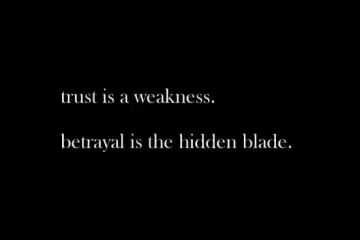 trust is a weakness.
betrayal is the hidden blade.